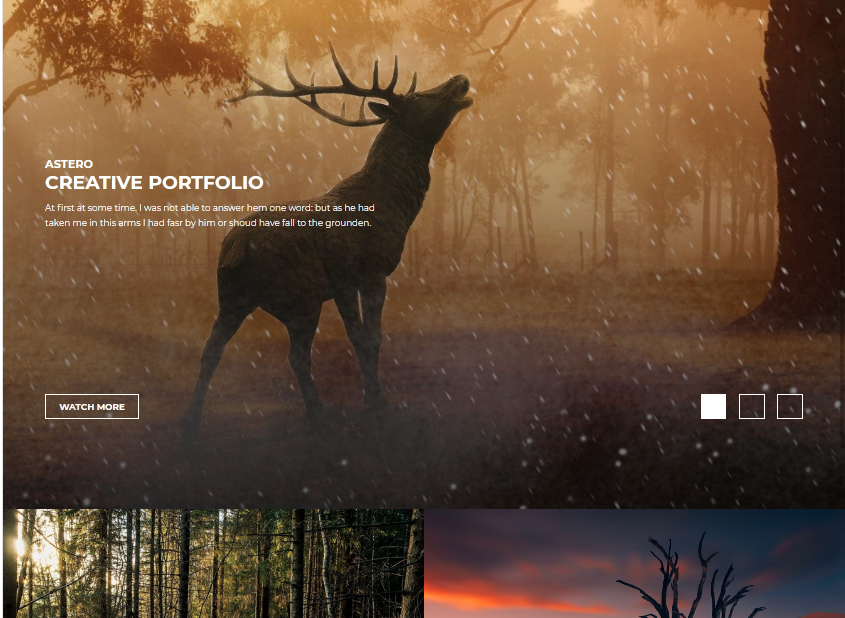 ASTERO
CREATIVE PORTFOLIO
At first at some time. I was not able to answer hem one word: but as he had
taken me in this arms I had fasr by him or shoud have fall to the grounden.
WATCH MORE